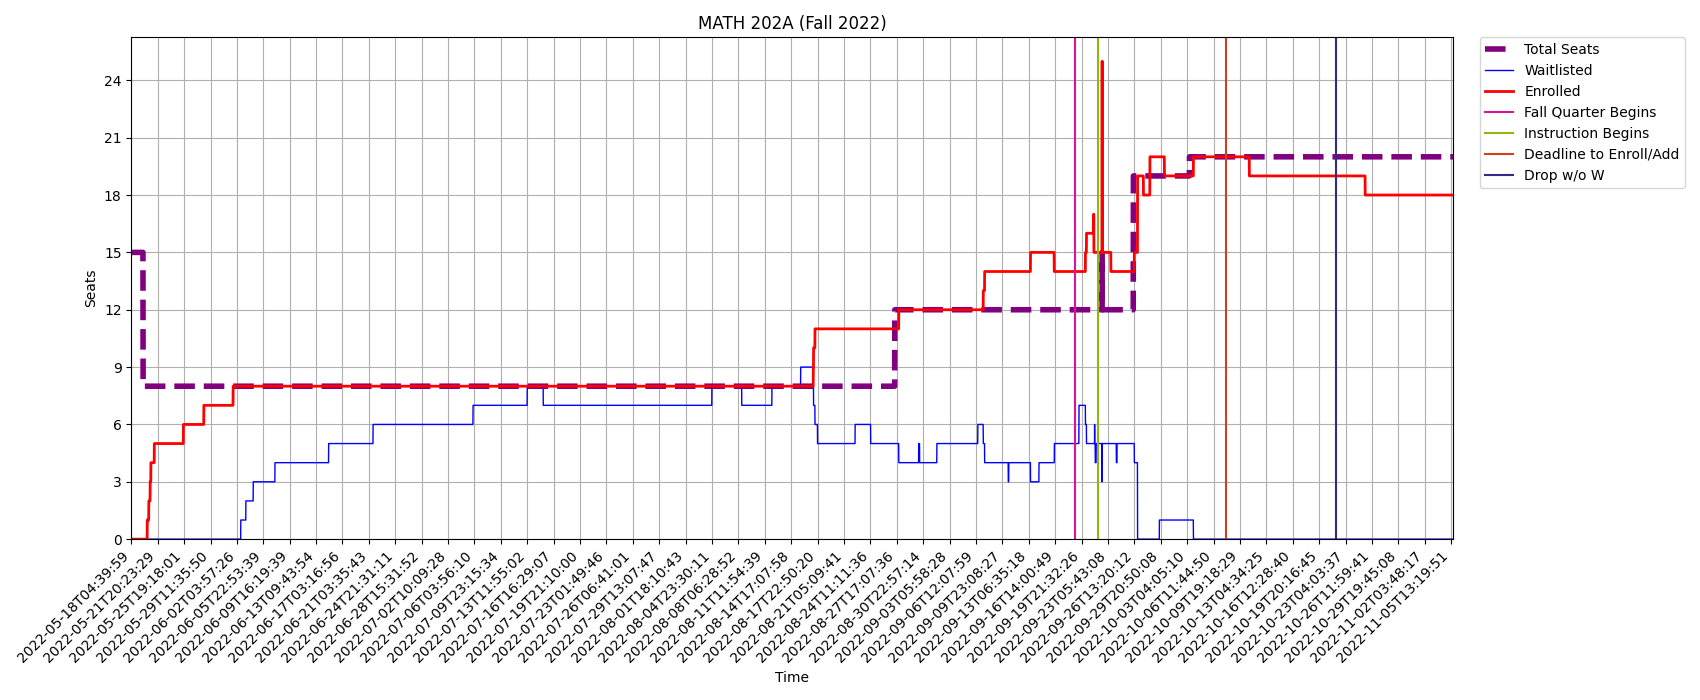 MATH 202A (Fall 2022)
Total Seats
Waitlisted
Enrolled
Fall Quarter Begins
Instruction Begins
Deadline to Enroll/Add
Drop w/o W
Seats
24
21
18
15
12
9
6
3
0
2022-05-18T04:39:59
2022-05-21T20:23:29
2022-05-25T19:18:01
2022-05-29T11:35:50
2022-06-02T03:57:26
2022-06-05T22:53:39
2022-06-09T16:19:39
2022-06-13T09:43:54
2022-06-17T03:16:56
2022-06-21T03:35:43
2022-06-24T21:31:11
2022-06-28T15:31:52
2022-07-02T10:09:28
2022-07-06T03:56:10
2022-07-09T23:15:34
2022-07-13T11:55:02
2022-07-16T16:29:07
2022-07-19T21:10:00
2022-07-23T01:49:46
2022-07-26T06:41:01
2022-07-29T13:07:47
2022-08-01T18:10:43
2022-08-04T23:30:11
2022-08-08T06:28:52
2022-08-11T11:54:39
2022-08-14T17:07:58
2022-08-17T22:50:20
2022-08-21T05:09:41
2022-08-24T11:11:36
2022-08-27T17:07:36
2022-08-30T22:57:14
2022-09-03T05:58:28
2022-09-06T12:07:59
2022-09-09T23:08:27
2022-09-13T06:35:18
2022-09-16T14:00:49
2022-09-19T21:32:26
2022-09-23T05:43:08
2022-09-26T13:20:12
2022-09-29T20:50:08
2022-10-03T04:05:10
2022-10-06T11:44:50
2022-10-09T19:18:29
2022-10-13T04:34:25
2022-10-16T12:28:40
2022-10-19T20:16:45
2022-10-23T04:03:37
2022-10-26T11:59:41
2022-10-29T19:45:08
2022-11-02T03:48:17
2022-11-05T13:19:51
Time